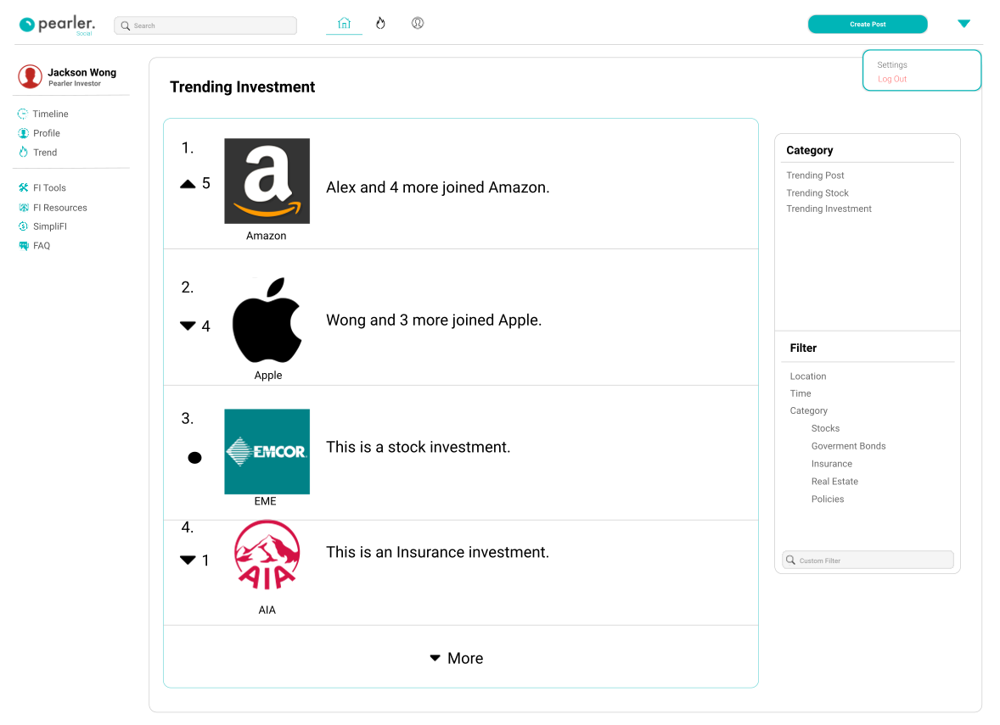 pearler.
Social
Search
Create Post
Settings
Log Out
Jackson Wong
Pearler Investor
Timeline
Profile
Trend
FI Tools
FI Resources
SimpliFI
FAQ
Trending Investment
1.
5
a
Amazon
Alex and 4 more joined Amazon.
2.
4
Apple
Wong and 3 more joined Apple.
3.
EMCOR
EME
This is a stock investment.
4.
1
AIA
AIA
This is an Insurance investment.
More
Category
Trending Post
Trending Stock
Trending Investment
Filter
Location
Time
Category
Stocks
Goverment Bonds
Insurance
Real Estate
Policies
Custom Filter